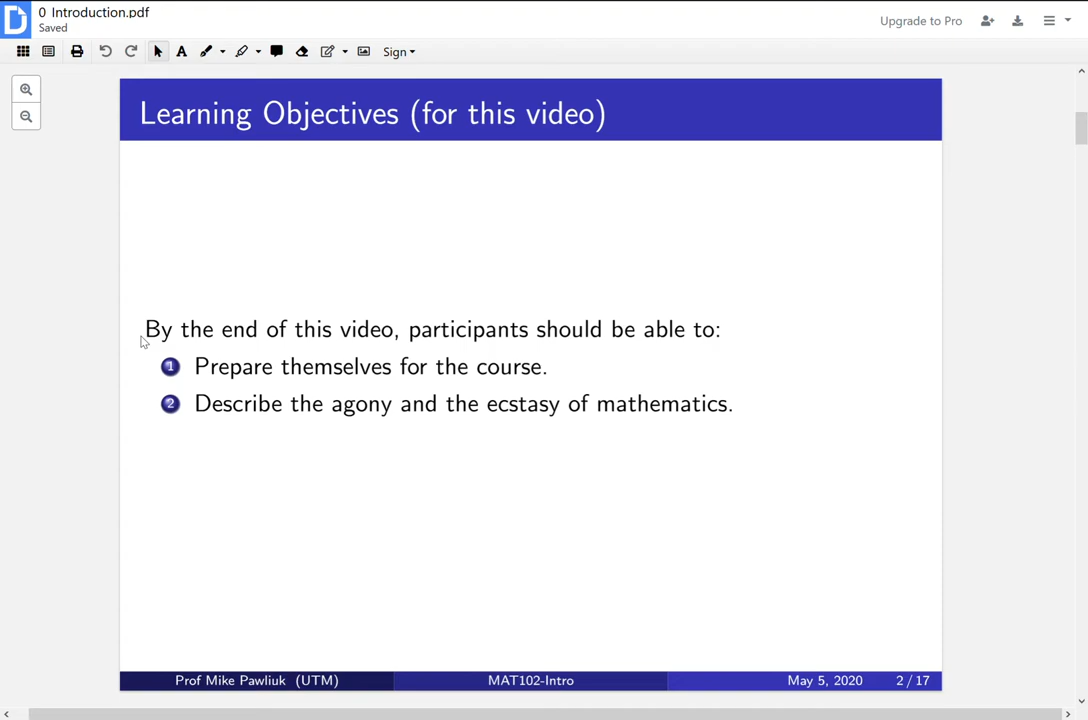 0 Introduction.pdf
Saved
Upgrade to Pro
Sign
Learning Objectives (for this video)
By the end of this video, participants should be able to:
1 Prepare themselves for the course.
2 Describe the agony and the ecstasy of mathematics.
Prof Mike Pawliuk (UTM) MAT102-Intro May 5, 2020 2 / 17